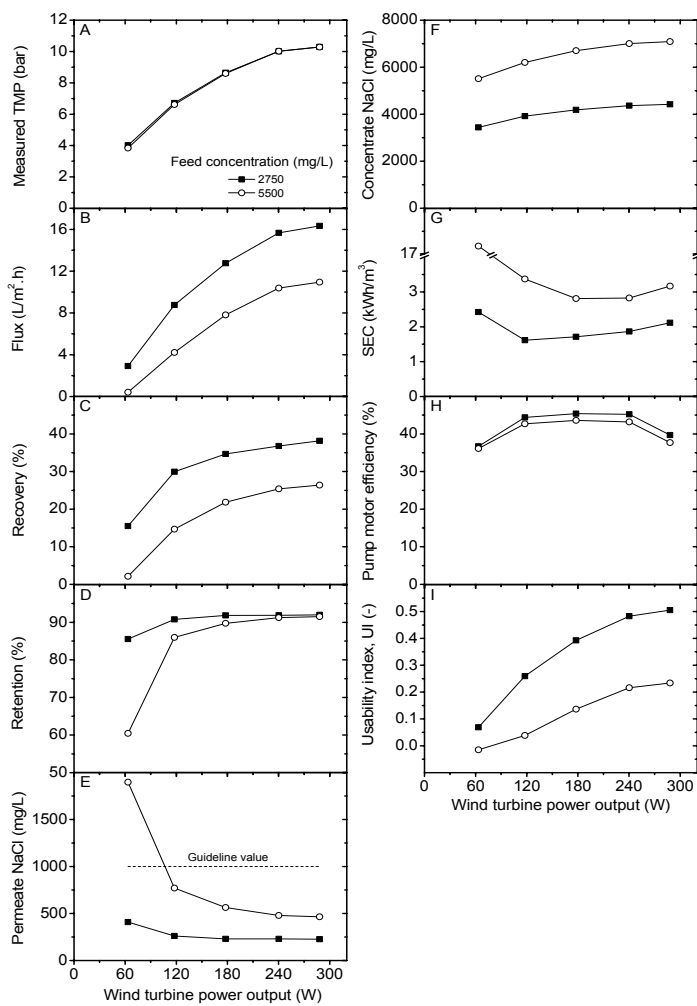 A
Measured TMP (bar)
12
10
8
6
4
2
0
Feed concentration (mg/L)
2750
5500
B
Flux (L/m².h)
16
12
8
4
0
C
Recovery (%)
40
30
20
10
0
D
Retention (%)
90
80
70
60
50
E
Permeate NaCl (mg/L)
1500
1000
500
0
Guideline value
0 60 120 180 240 300
Wind turbine power output (W)
F
Concentrate NaCl (mg/L)
8000
6000
4000
2000
0
G
SEC (kWh/m³)
17
3
2
1
0
H
Pump motor efficiency (%)
40
30
20
10
0
I
Usability index, UI (-)
0.5
0.4
0.3
0.2
0.1
0.0
0 60 120 180 240 300
Wind turbine power output (W)